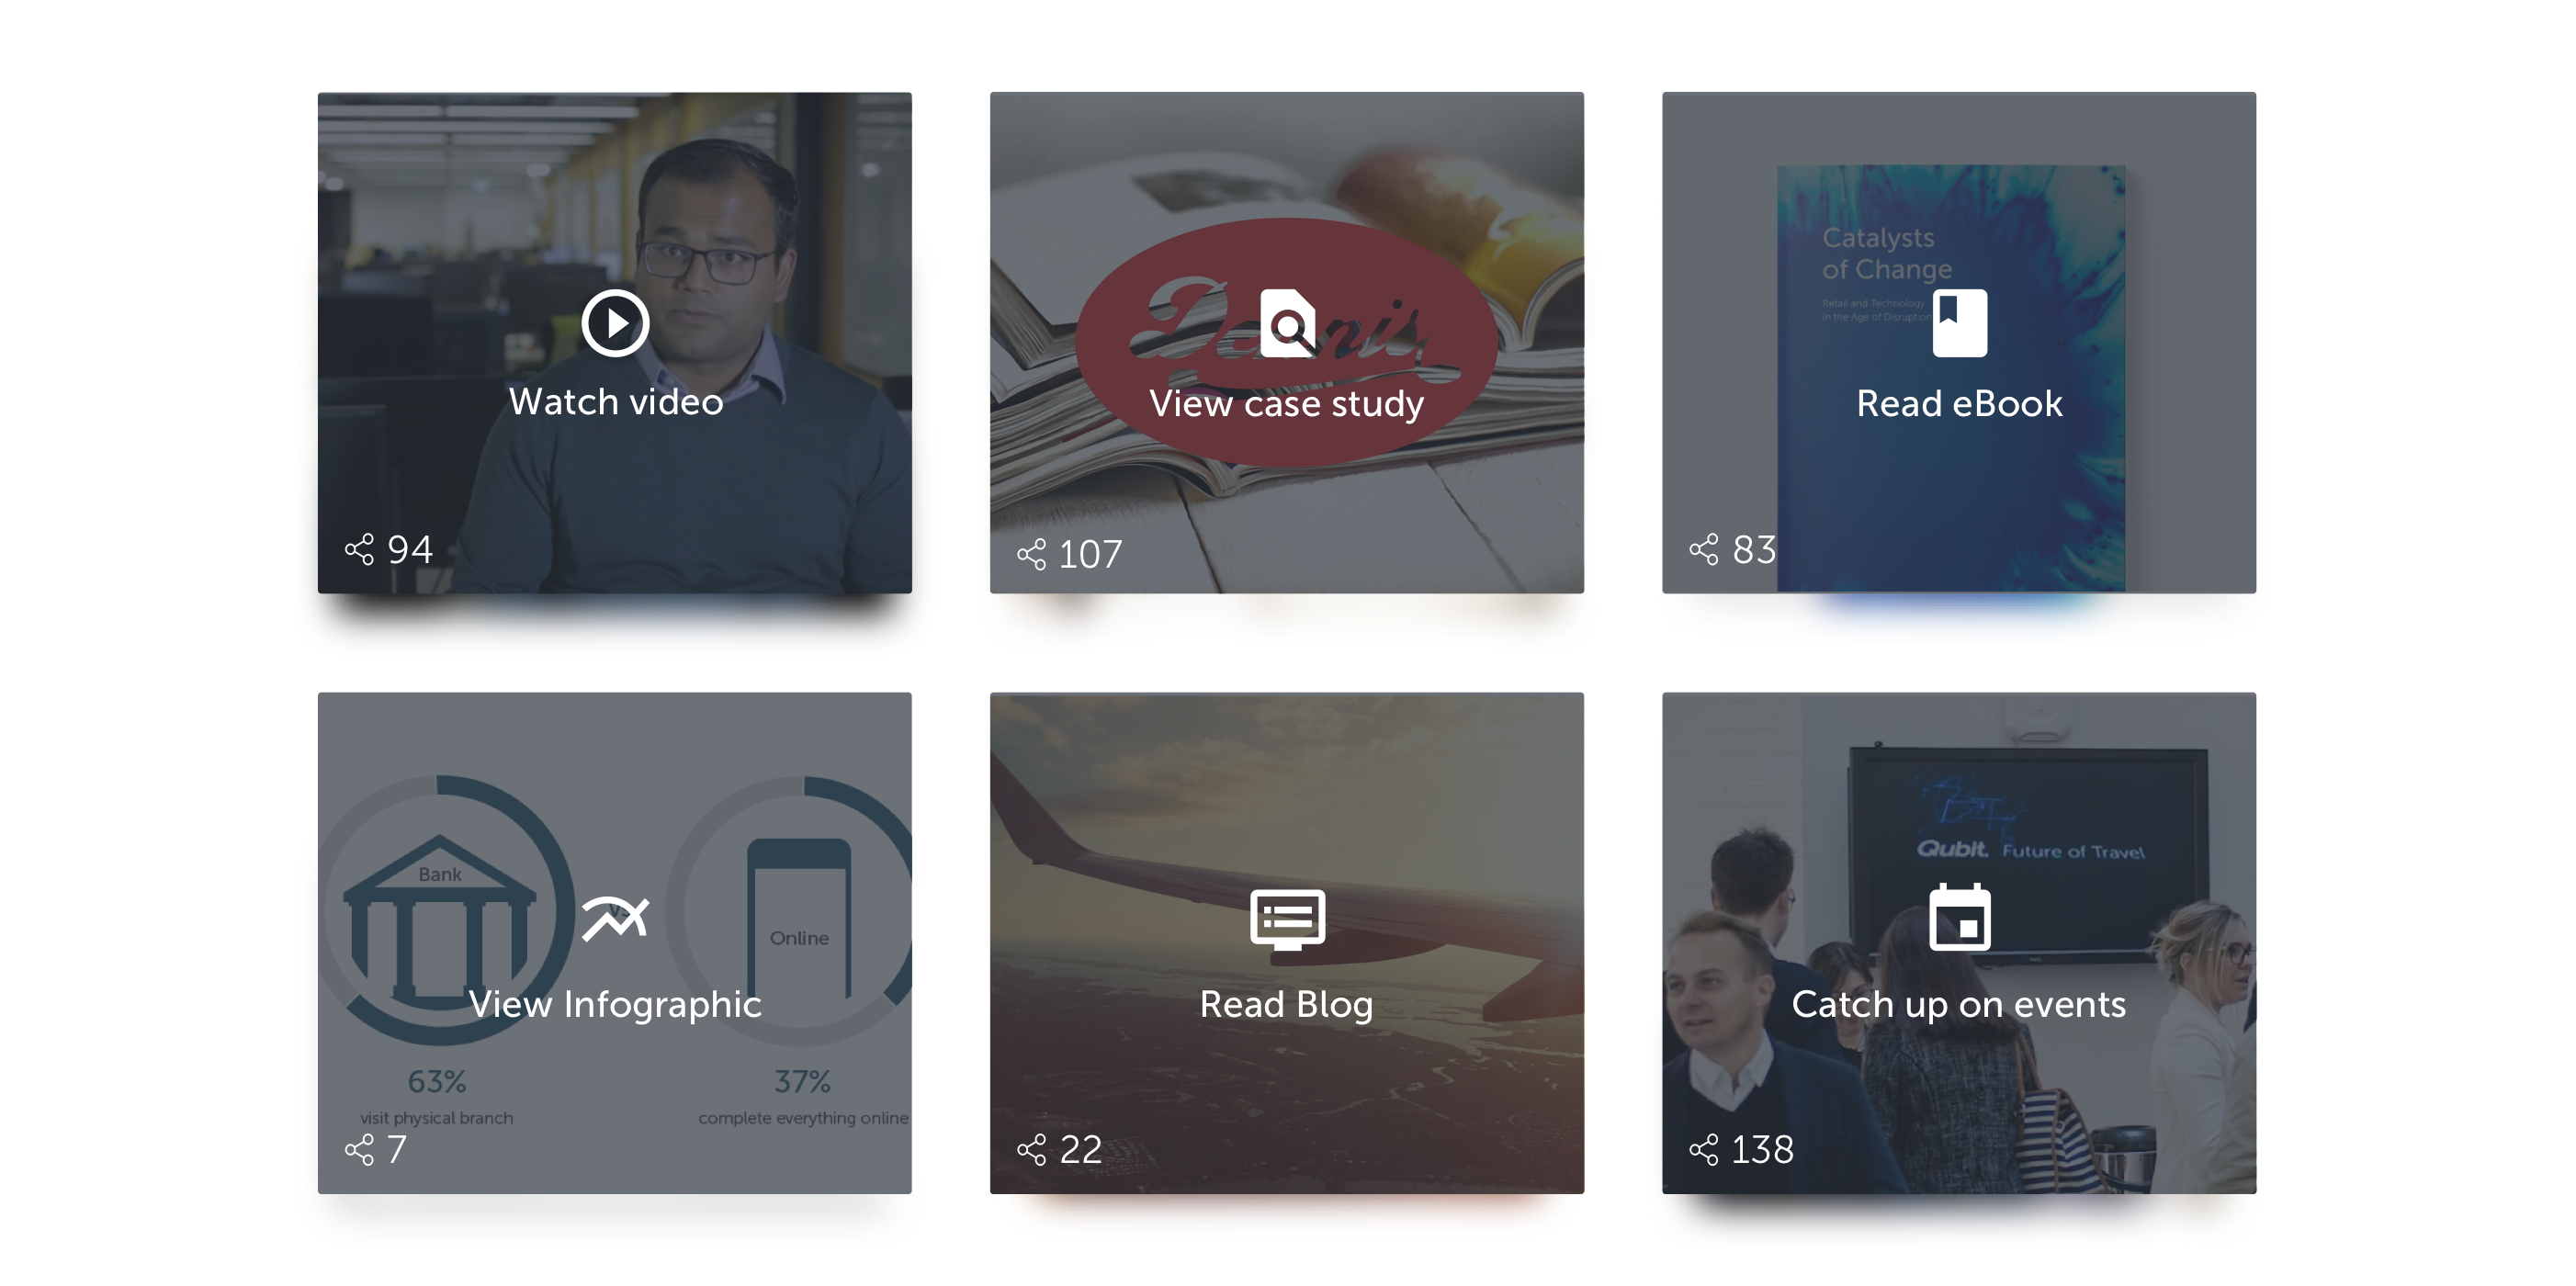 Watch video
94
Dennis
View case study
107
Catalysts
of Change
Retail and Technology
in the Age of Disruption
Read eBook
83
Bank
VS
Online
View Infographic
63%
37%
visit physical branch
complete everything online
7
Read Blog
22
Qubit. Future of Travel
Catch up on events
138